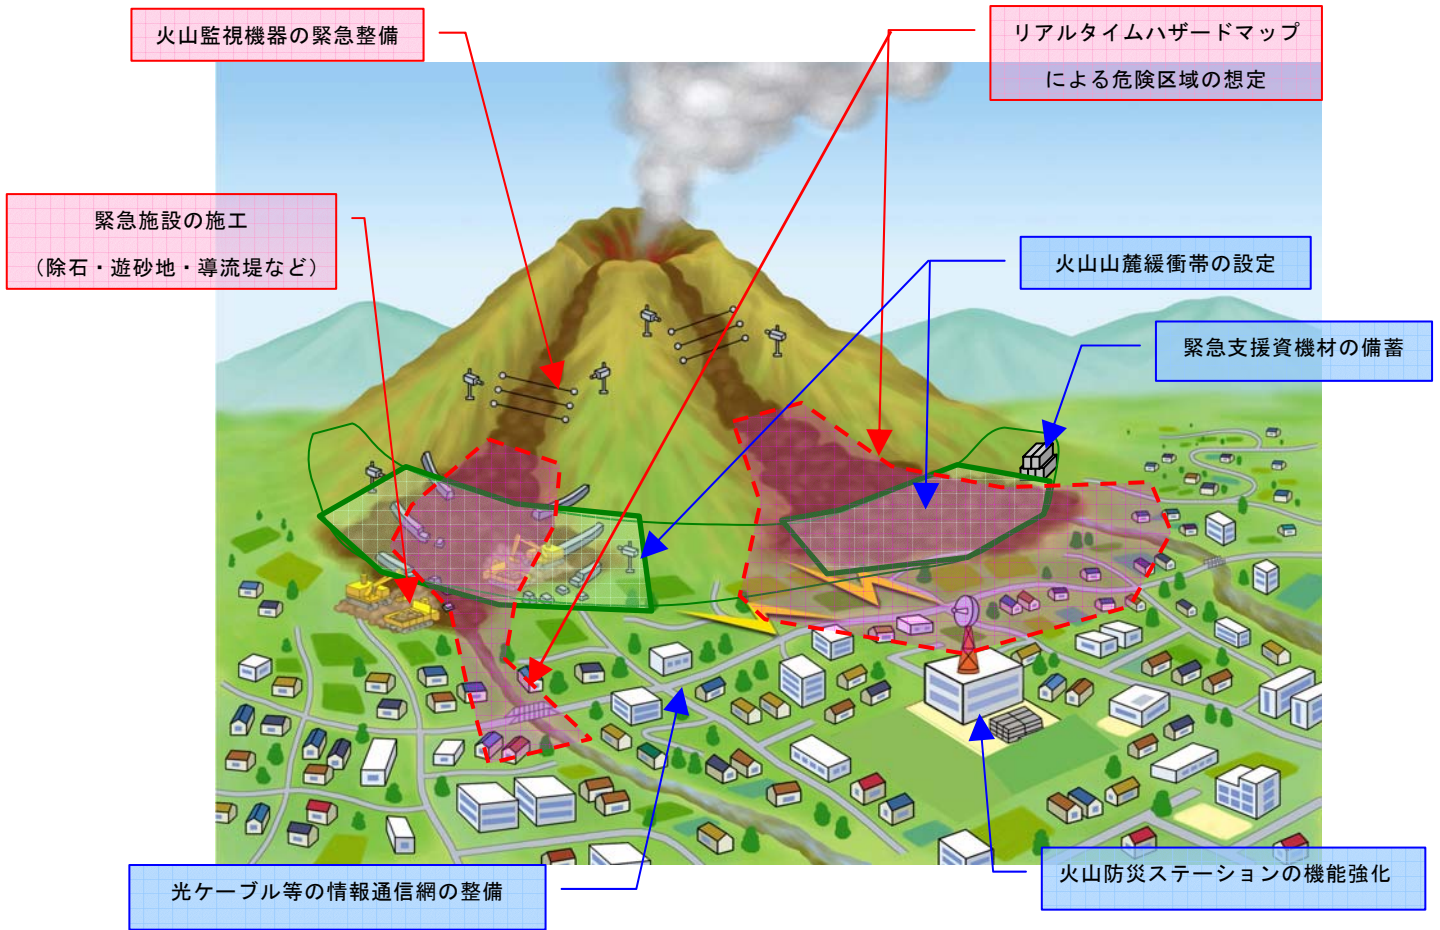 火山監視機器の緊急整備
リアルタイムハザードマップ
による危険区域の想定
緊急施設の施工
（除石・遊砂地・導流堤など）
火山山麓緩衝帯の設定
緊急支援資機材の備蓄
光ケーブル等の情報通信網の整備
火山防災ステーションの機能強化